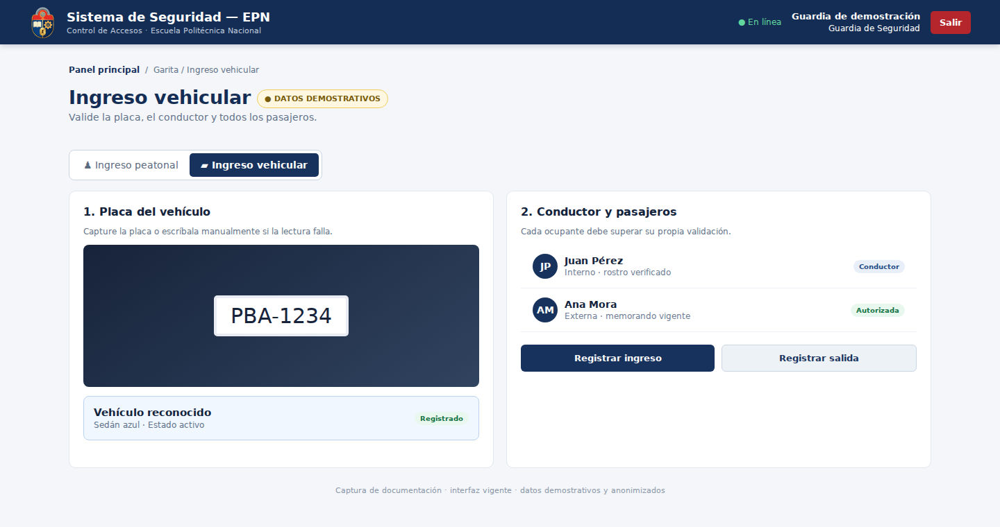 Sistema de Seguridad — EPN
Control de Accesos · Escuela Politécnica Nacional
● En línea
Guardia de demostración
Guardia de Seguridad
Salir
Panel principal / Garita / Ingreso vehicular
Ingreso vehicular
● DATOS DEMOSTRATIVOS
Valide la placa, el conductor y todos los pasajeros.
♟ Ingreso peatonal
▰ Ingreso vehicular
1. Placa del vehículo
Capture la placa o escríbala manualmente si la lectura falla.
PBA-1234
Vehículo reconocido
Sedán azul · Estado activo
Registrado
2. Conductor y pasajeros
Cada ocupante debe superar su propia validación.
JP
Juan Pérez
Interno · rostro verificado
Conductor
AM
Ana Mora
Externa · memorando vigente
Autorizada
Registrar ingreso
Registrar salida
Captura de documentación · interfaz vigente · datos demostrativos y anonimizados